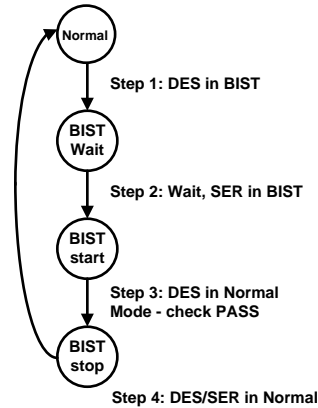 Normal
Step 1: DES in BIST
BIST
Wait
Step 2: Wait, SER in BIST
BIST
start
Step 3: DES in Normal
Mode - check PASS
BIST
stop
Step 4: DES/SER in Normal